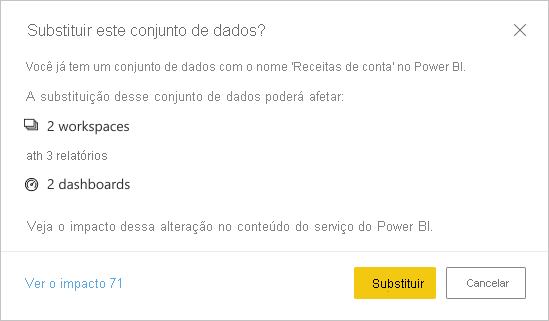 Substituir este conjunto de dados?
Você já tem um conjunto de dados com o nome 'Receitas de conta' no Power BI.
A substituição desse conjunto de dados poderá afetar:
2 workspaces
ath 3 relatórios
2 dashboards
Veja o impacto dessa alteração no conteúdo do serviço do Power BI.
Ver o impacto 71
Substituir
Cancelar